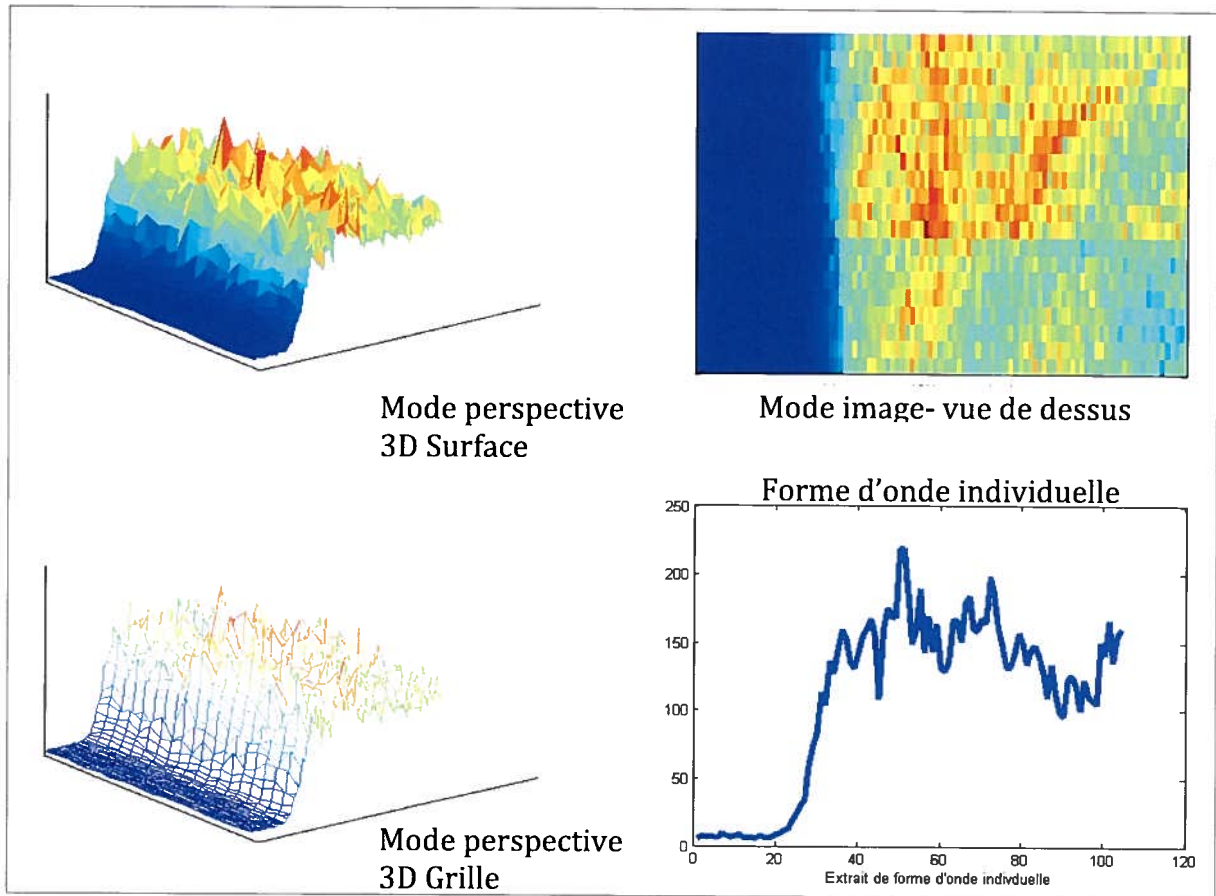 Mode perspective
3D Surface
Mode image- vue de dessus
Forme d'onde individuelle
250
200
150
100
50
0
0
20
40
60
80
100
120
Extrait de forme d'onde indivduelle
Mode perspective
3D Grille